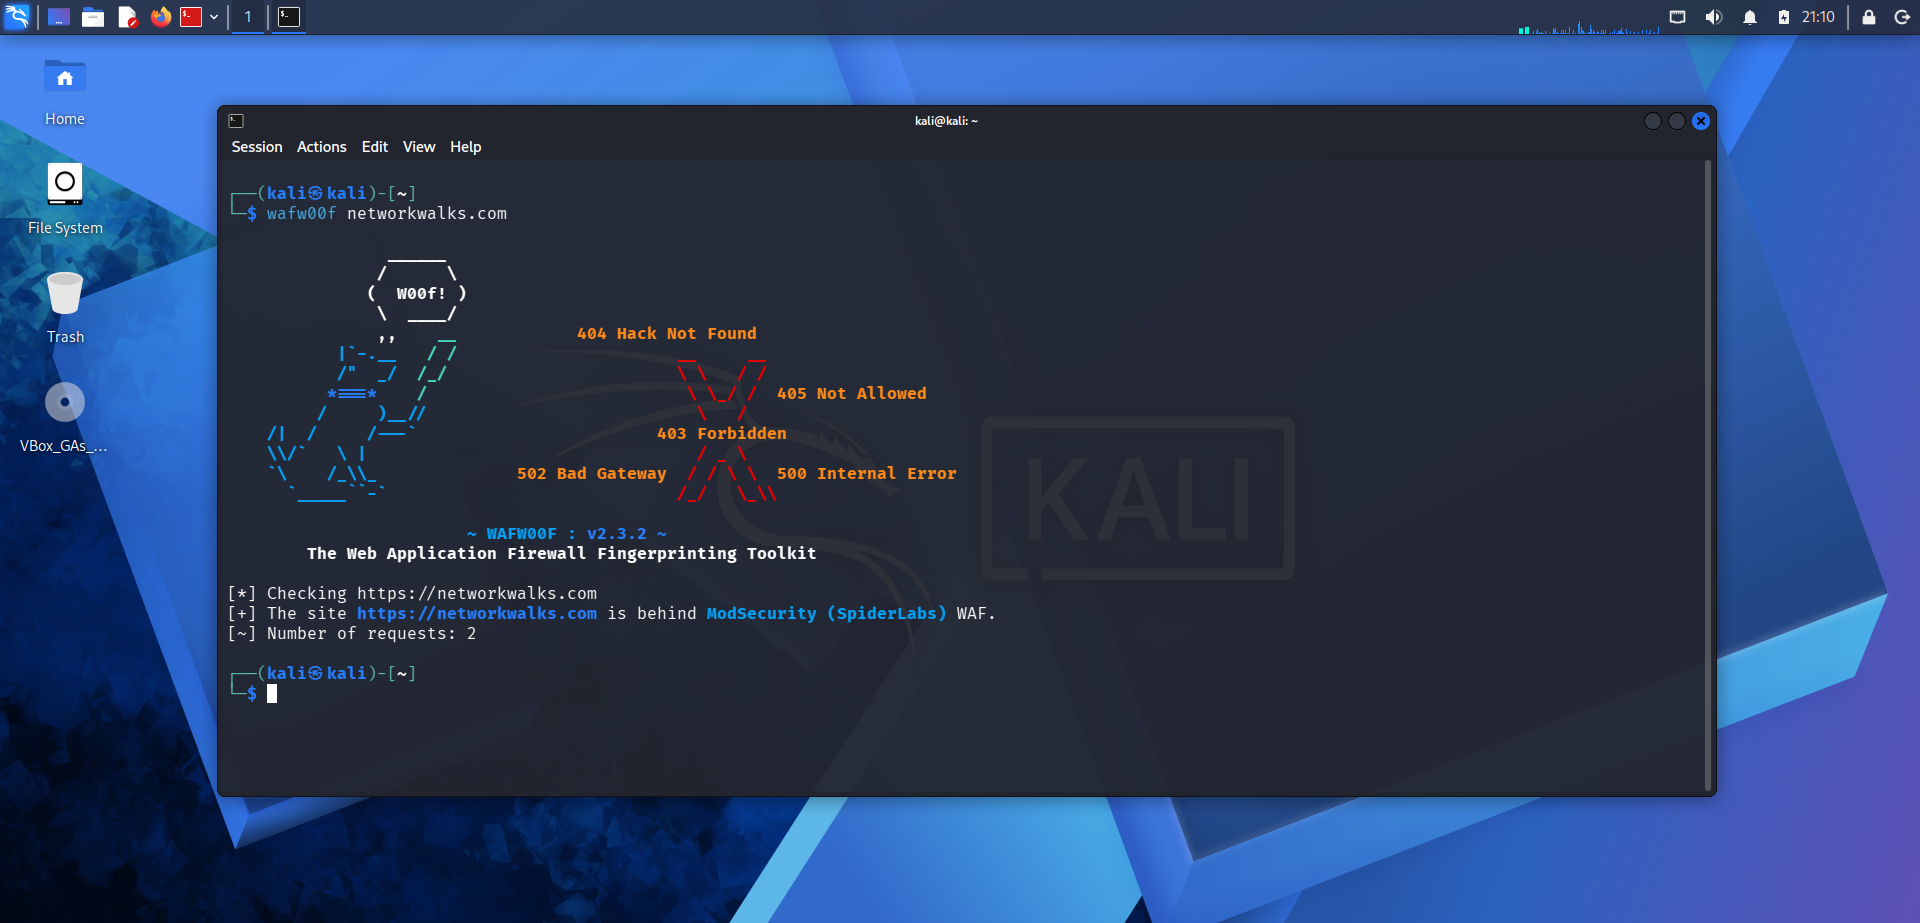 1
21:10
Home
File System
Trash
VBox_GAs_...
kali@kali: ~
Session Actions Edit View Help
(kali㉿kali)-[~]
$ wafw00f networkwalks.com
W00f!
404 Hack Not Found
405 Not Allowed
403 Forbidden
502 Bad Gateway 500 Internal Error
~ WAFW00F : v2.3.2 ~
The Web Application Firewall Fingerprinting Toolkit
[*] Checking https://networkwalks.com
[+] The site https://networkwalks.com is behind ModSecurity (SpiderLabs) WAF.
[~] Number of requests: 2
(kali㉿kali)-[~]
$
KALI